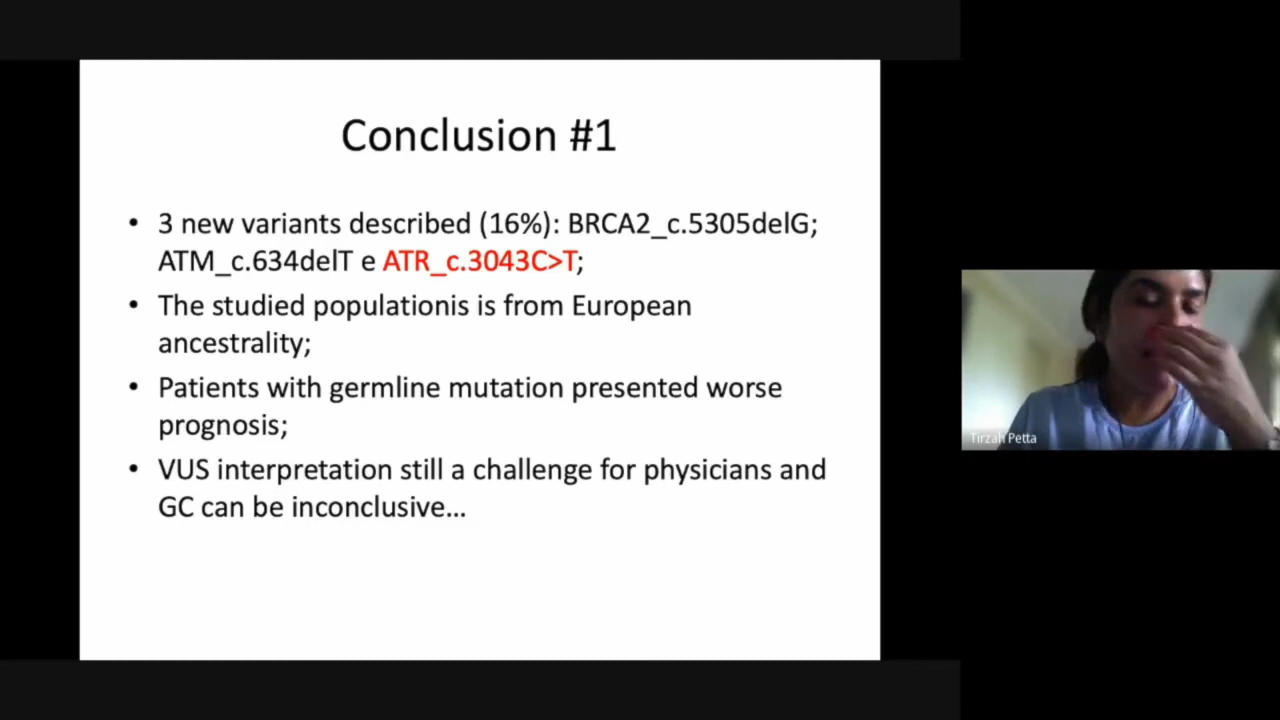 Conclusion #1
• 3 new variants described (16%): BRCA2_c.5305delG;
ATM_c.634delT e ATR_c.3043C>T;
• The studied populationis is from European
ancestrality;
• Patients with germline mutation presented worse
prognosis;
• VUS interpretation still a challenge for physicians and
GC can be inconclusive...
Tirzah Petta